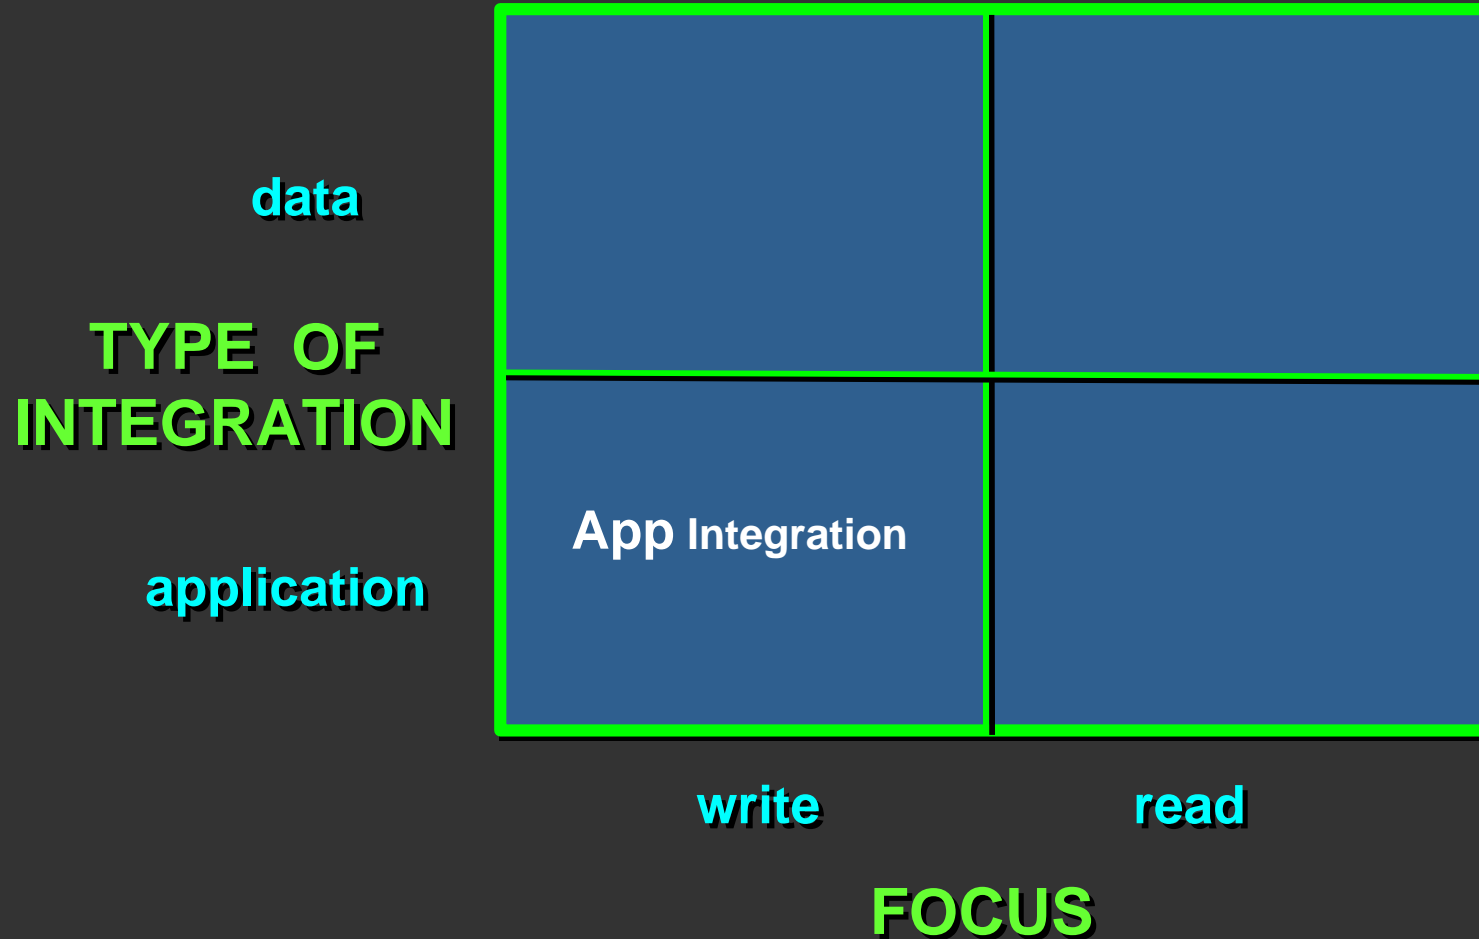 data
TYPE OF
INTEGRATION
App Integration
application
write read
FOCUS